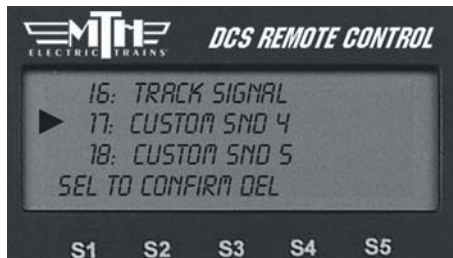 MTH
ELECTRIC TRAINS
DCS REMOTE CONTROL
16: TRACK SIGNAL
17: CUSTOM SND 4
18: CUSTOM SND 5
SEL TO CONFIRM DEL
S1 S2 S3 S4 S5